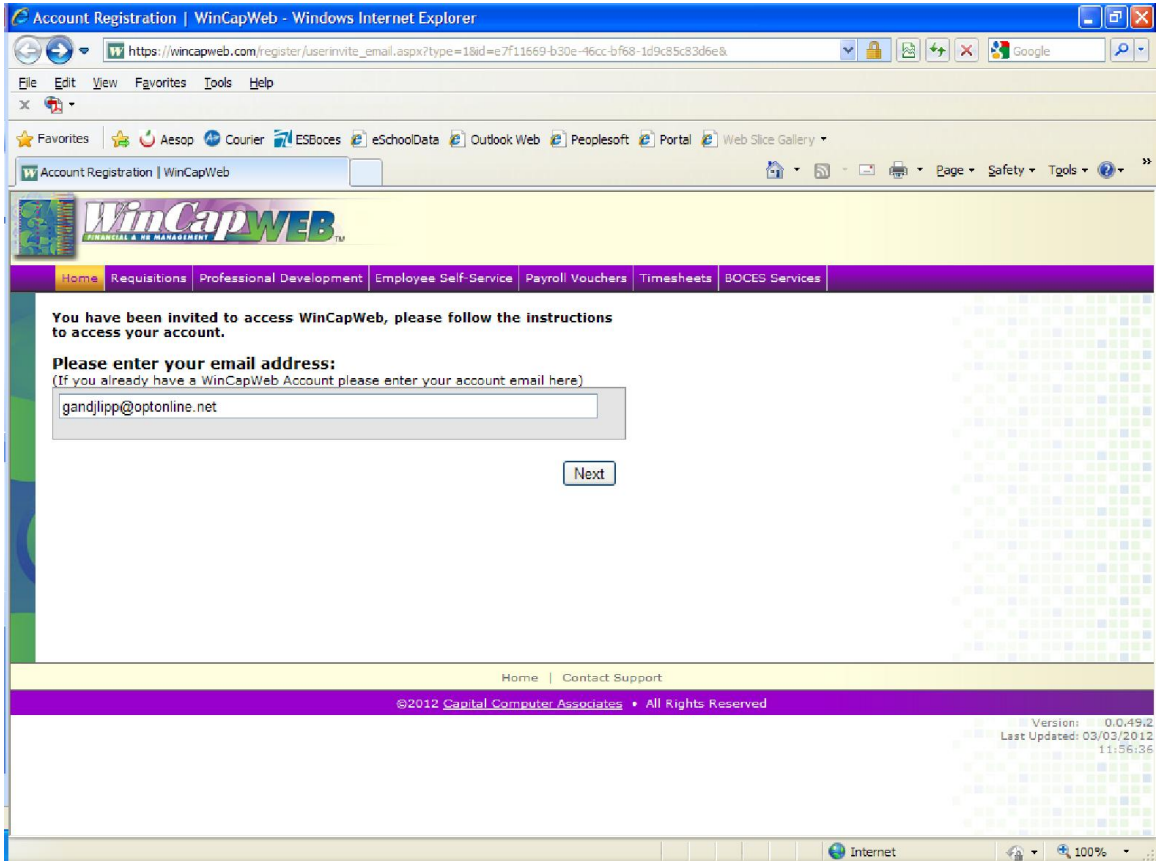 Account Registration | WinCapWeb - Windows Internet Explorer
https://wincapweb.com/register/userinvite_email.aspx?type=1&id=e7f11669-b30e-46cc-bf68-1d9c85c83d6e&
Google
File Edit View Favorites Tools Help
Favorites Aesop Courier ESBoces eSchoolData Outlook Web Peoplesoft Portal Web Slice Gallery
Account Registration | WinCapWeb
Page Safety Tools
WinCapWEB TM
FINANCIAL & HR MANAGEMENT
Home Requisitions Professional Development Employee Self-Service Payroll Vouchers Timesheets BOCES Services
You have been invited to access WinCapWeb, please follow the instructions
to access your account.
Please enter your email address:
(If you already have a WinCapWeb Account please enter your account email here)
gandjlipp@optonline.net
Next
Home | Contact Support
©2012 Capital Computer Associates • All Rights Reserved
Version: 0.0.49.2
Last Updated: 03/03/2012
11:56:36
Internet 100%